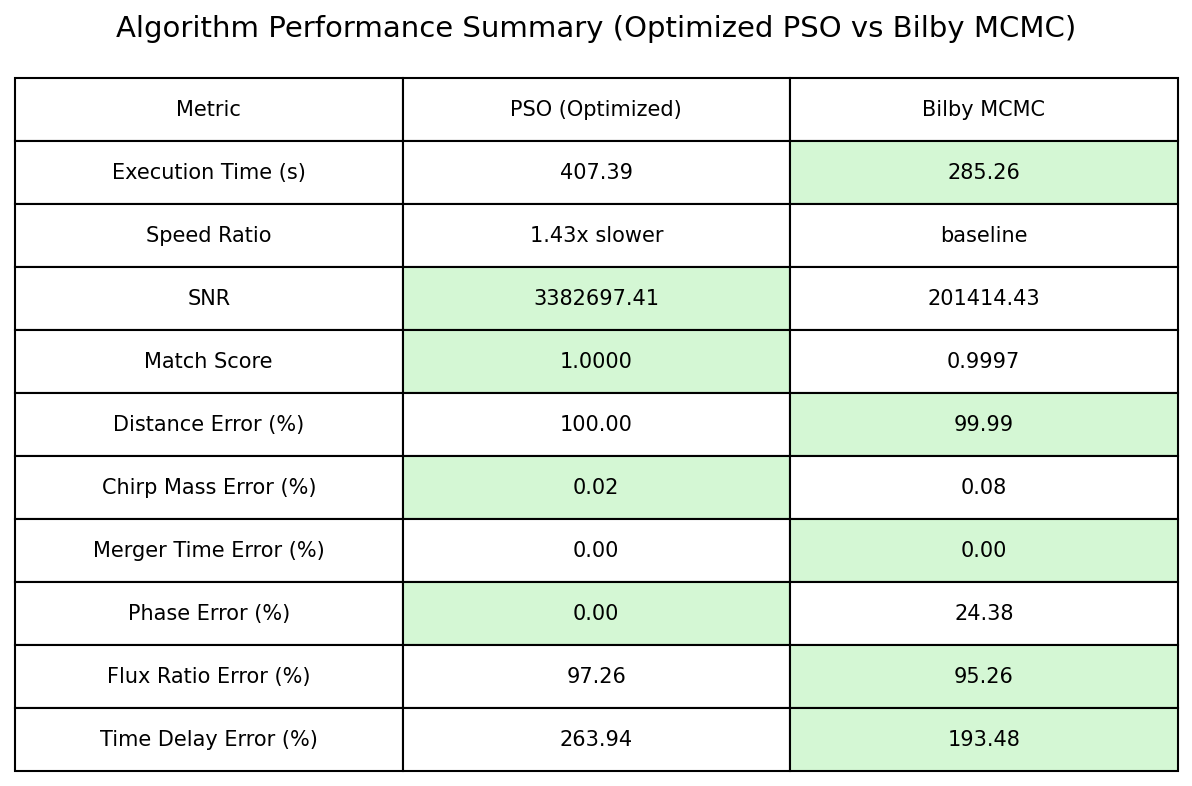 Algorithm Performance Summary (Optimized PSO vs Bilby MCMC)
Metric PSO (Optimized) Bilby MCMC
Execution Time (s) 407.39 285.26
Speed Ratio 1.43x slower baseline
SNR 3382697.41 201414.43
Match Score 1.0000 0.9997
Distance Error (%) 100.00 99.99
Chirp Mass Error (%) 0.02 0.08
Merger Time Error (%) 0.00 0.00
Phase Error (%) 0.00 24.38
Flux Ratio Error (%) 97.26 95.26
Time Delay Error (%) 263.94 193.48